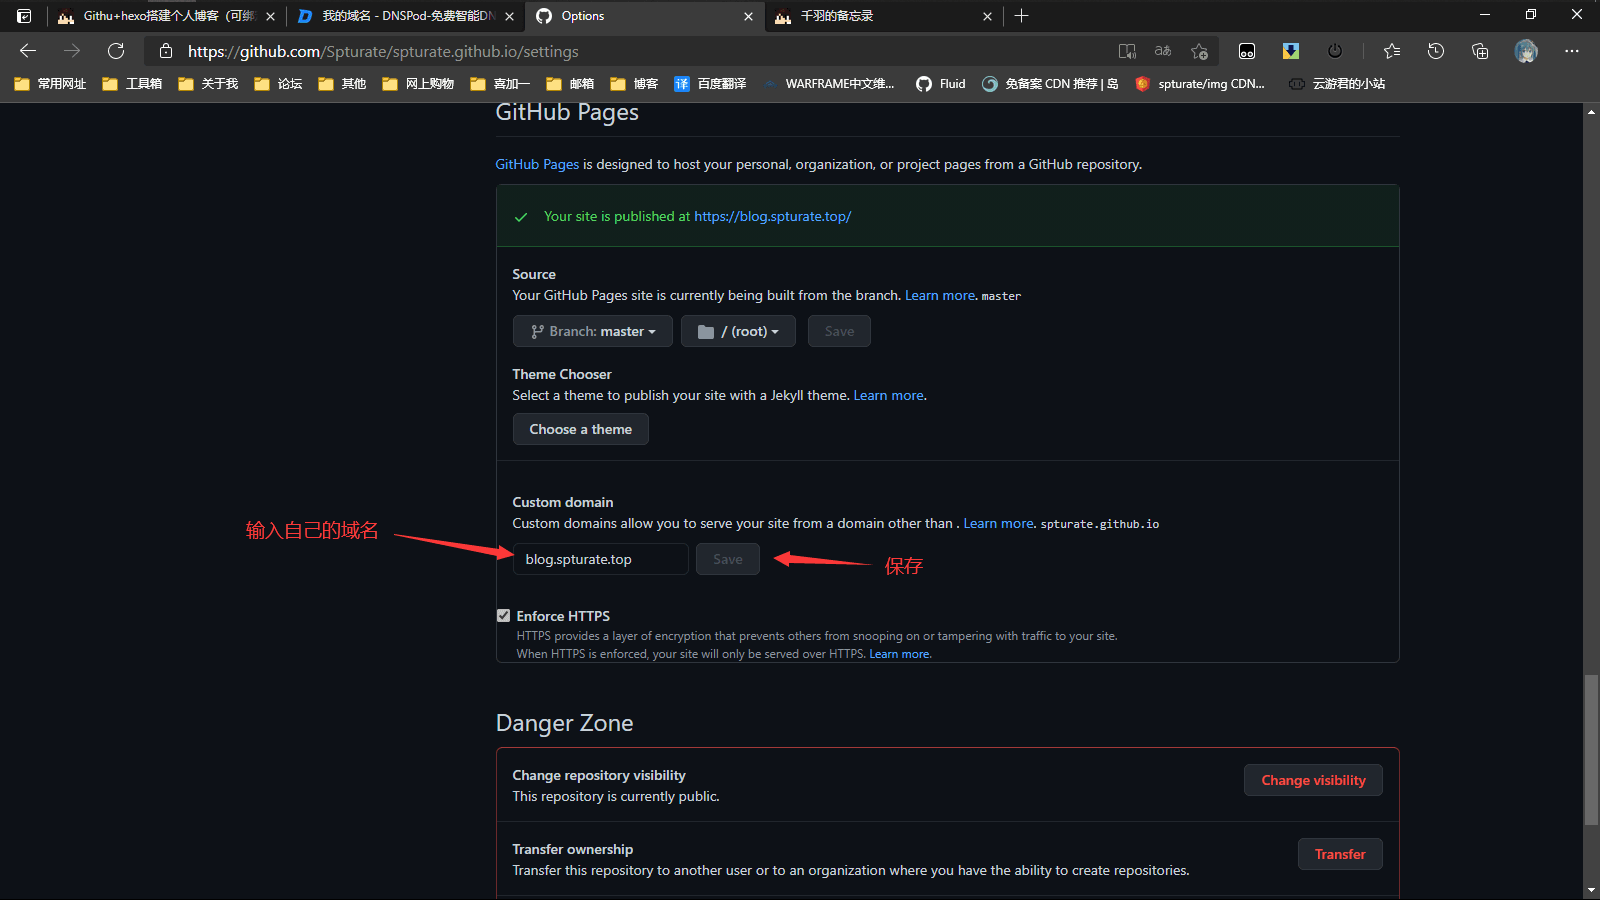 Githu+hexo搭建个人博客（可绑
我的域名 - DNSPod-免费智能DN
Options
千羽的备忘录
https://github.com/Spturate/spturate.github.io/settings
常用网址
工具箱
关于我
论坛
其他
网上购物
喜加一
邮箱
博客
译 百度翻译
WARFRAME中文维...
Fluid
免备案 CDN 推荐 | 岛
spturate/img CDN...
云游君的小站
GitHub Pages
GitHub Pages is designed to host your personal, organization, or project pages from a GitHub repository.
Your site is published at https://blog.spturate.top/
Source
Your GitHub Pages site is currently being built from the branch. Learn more. master
Branch: master
/ (root)
Save
Theme Chooser
Select a theme to publish your site with a Jekyll theme. Learn more.
Choose a theme
Custom domain
Custom domains allow you to serve your site from a domain other than . Learn more. spturate.github.io
输入自己的域名
blog.spturate.top
Save
保存
Enforce HTTPS
HTTPS provides a layer of encryption that prevents others from snooping on or tampering with traffic to your site.
When HTTPS is enforced, your site will only be served over HTTPS. Learn more.
Danger Zone
Change repository visibility
This repository is currently public.
Change visibility
Transfer ownership
Transfer this repository to another user or to an organization where you have the ability to create repositories.
Transfer